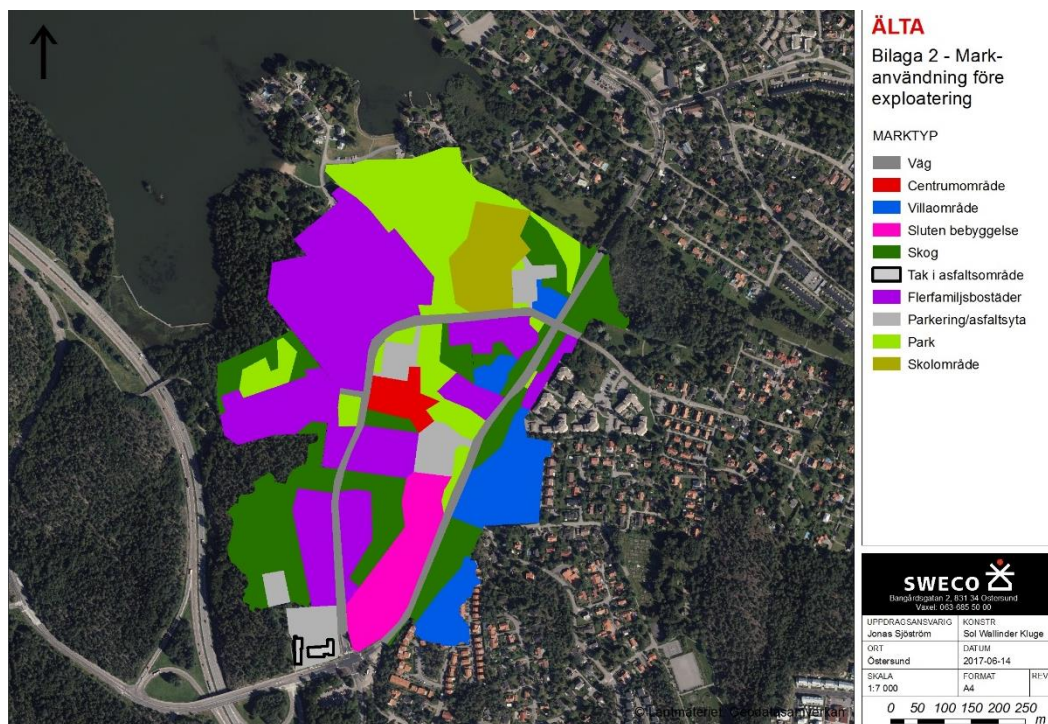 ÄLTA
Bilaga 2 - Mark-
användning före
exploatering
MARKTYP
Väg
Centrumområde
Villaområde
Sluten bebyggelse
Skog
Tak i asfaltsområde
Flerfamiljsbostäder
Parkering/asfaltsyta
Park
Skolområde
© Lantmäteriet, Geodatasamverkan
SWECO
Bangårdsgatan 2, 831 34 Östersund
Växel: 063-685 50 00
UPPDRAGSANSVARIG KONSTR
Jonas Sjöström Sol Wallinder Kluge
ORT DATUM
Östersund 2017-06-14
SKALA FORMAT REV
1:7 000 A4
0 50 100 150 200 250
m